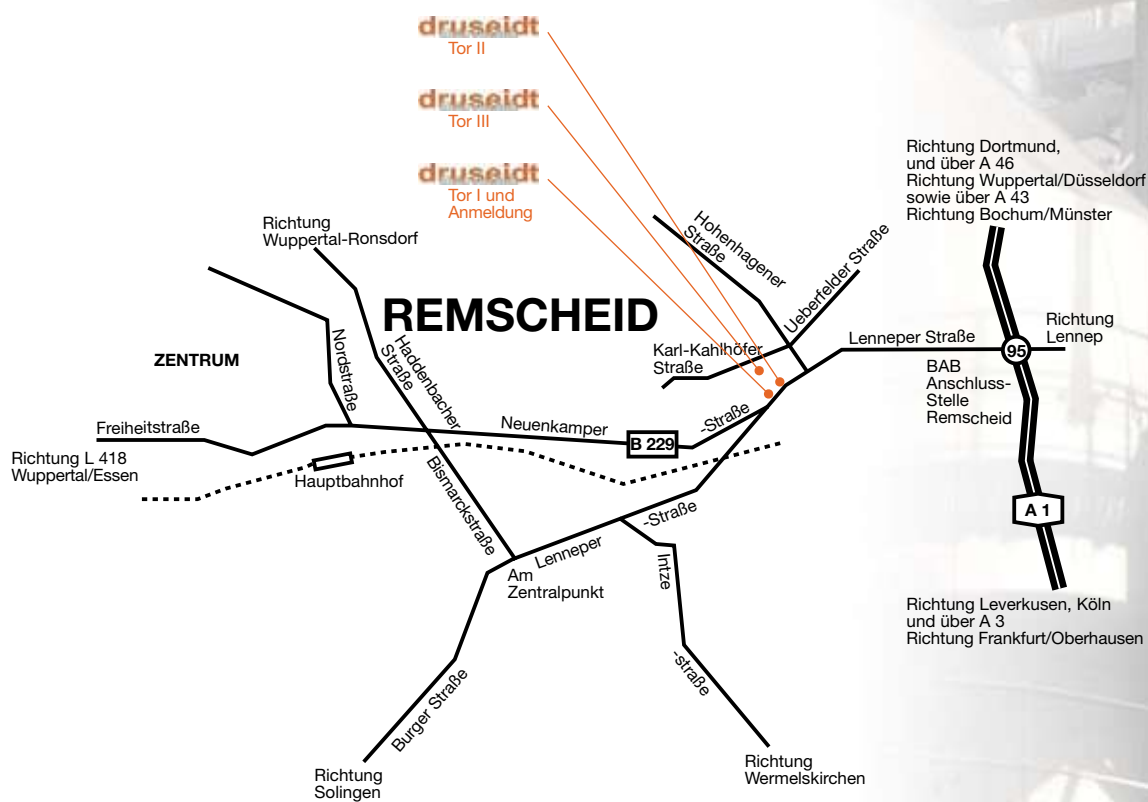 druseidt
Tor II
druseidt
Tor III
druseidt
Tor I und
Anmeldung
Richtung Dortmund,
und über A 46
Richtung Wuppertal/Düsseldorf
sowie über A 43
Richtung Bochum/Münster
Richtung
Wuppertal-Ronsdorf
Hohenhagener
Straße
Ueberfelder Straße
REMSCHEID
Lenneper Straße
95
Richtung
Lennep
ZENTRUM
Nordstraße
Haddenbacher
Straße
Karl-Kahlhöfer
Straße
BAB
Anschluss-
Stelle
Remscheid
Freiheitstraße
Neuenkamper
B 229
-Straße
Richtung L 418
Wuppertal/Essen
Hauptbahnhof
Bismarckstraße
A 1
Lenneper
-Straße
Am
Zentralpunkt
Intze
-straße
Richtung Leverkusen, Köln
und über A 3
Richtung Frankfurt/Oberhausen
Burger Straße
Richtung
Solingen
Richtung
Wermelskirchen